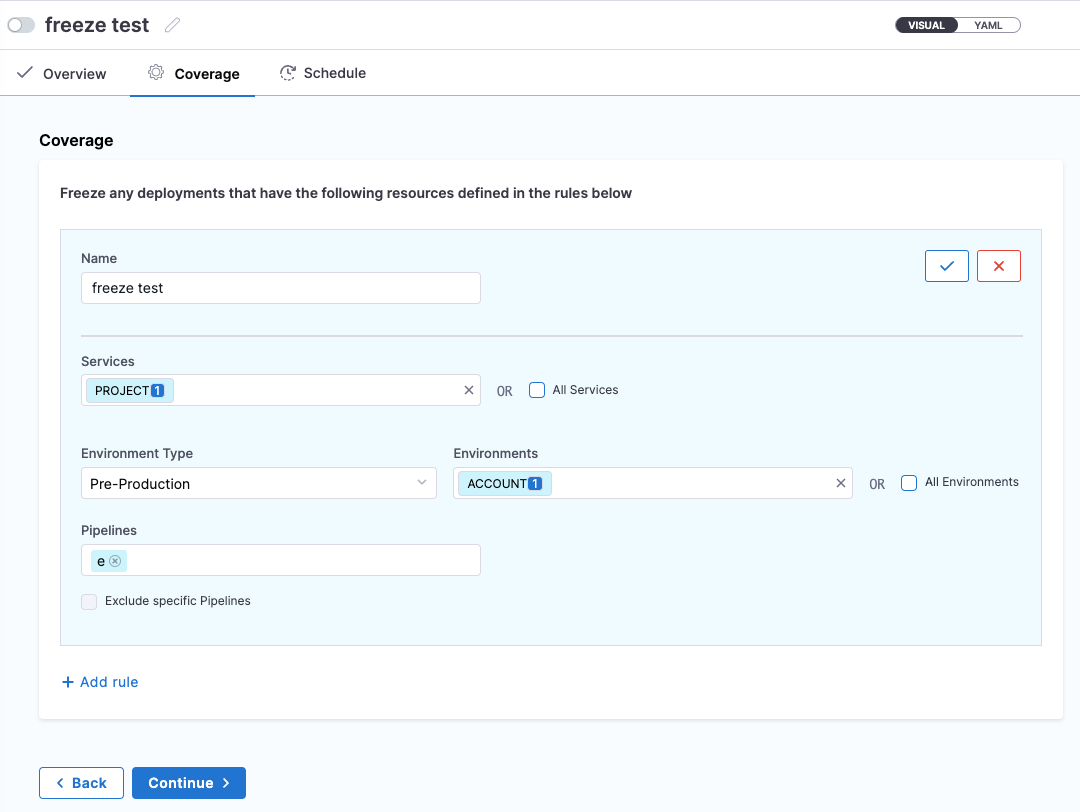 freeze test
VISUAL YAML
Overview Coverage Schedule
Coverage
Freeze any deployments that have the following resources defined in the rules below
Name
freeze test
Services
PROJECT 1 OR All Services
Environment Type Environments
Pre-Production ACCOUNT 1 OR All Environments
Pipelines
e
Exclude specific Pipelines
+ Add rule
Back Continue